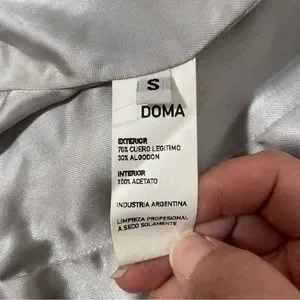 S
DOMA
EXTERIOR
70% CUERO LEGITIMO
30% ALGODON
INTERIOR
100% ACETATO
INDUSTRIA ARGENTINA
LIMPIEZA PROFESIONAL
A SECO SOLAMENTE